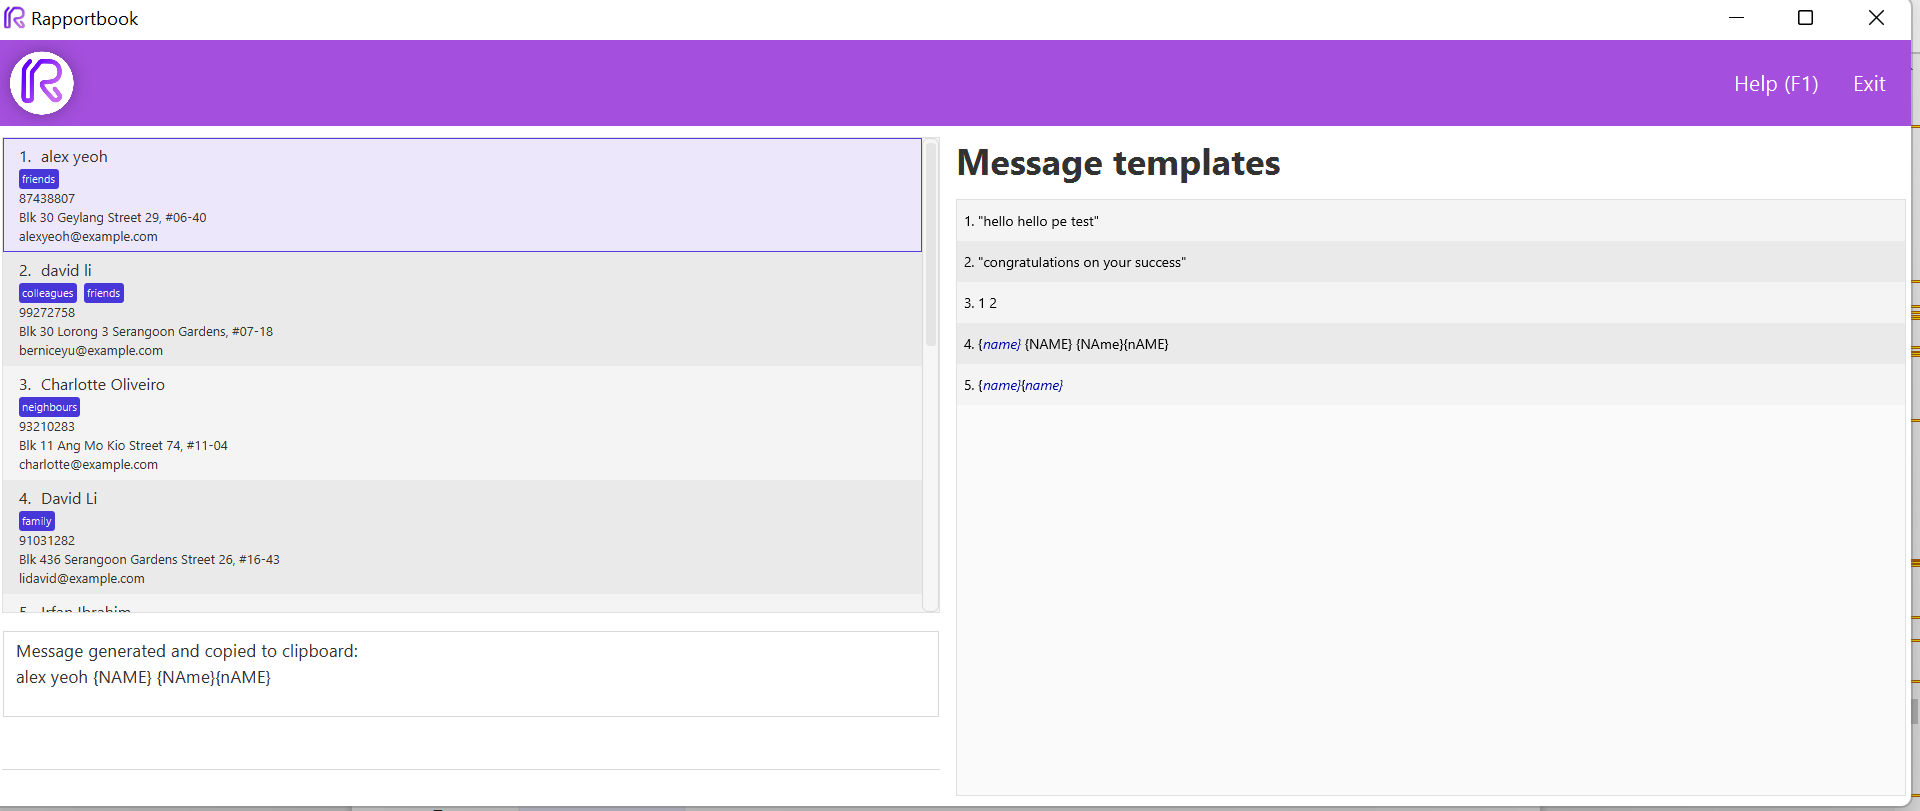 Rapportbook
Help (F1) Exit
1. alex yeoh
friends
87438807
Blk 30 Geylang Street 29, #06-40
alexyeoh@example.com
2. david li
colleagues friends
99272758
Blk 30 Lorong 3 Serangoon Gardens, #07-18
berniceyu@example.com
3. Charlotte Oliveiro
neighbours
93210283
Blk 11 Ang Mo Kio Street 74, #11-04
charlotte@example.com
4. David Li
family
91031282
Blk 436 Serangoon Gardens Street 26, #16-43
lidavid@example.com
5. Irfan Ibrahim
Message generated and copied to clipboard:
alex yeoh {NAME} {NAme}{nAME}
Message templates
1. "hello hello pe test"
2. "congratulations on your success"
3. 1 2
4. {name} {NAME} {NAme}{nAME}
5. {name}{name}